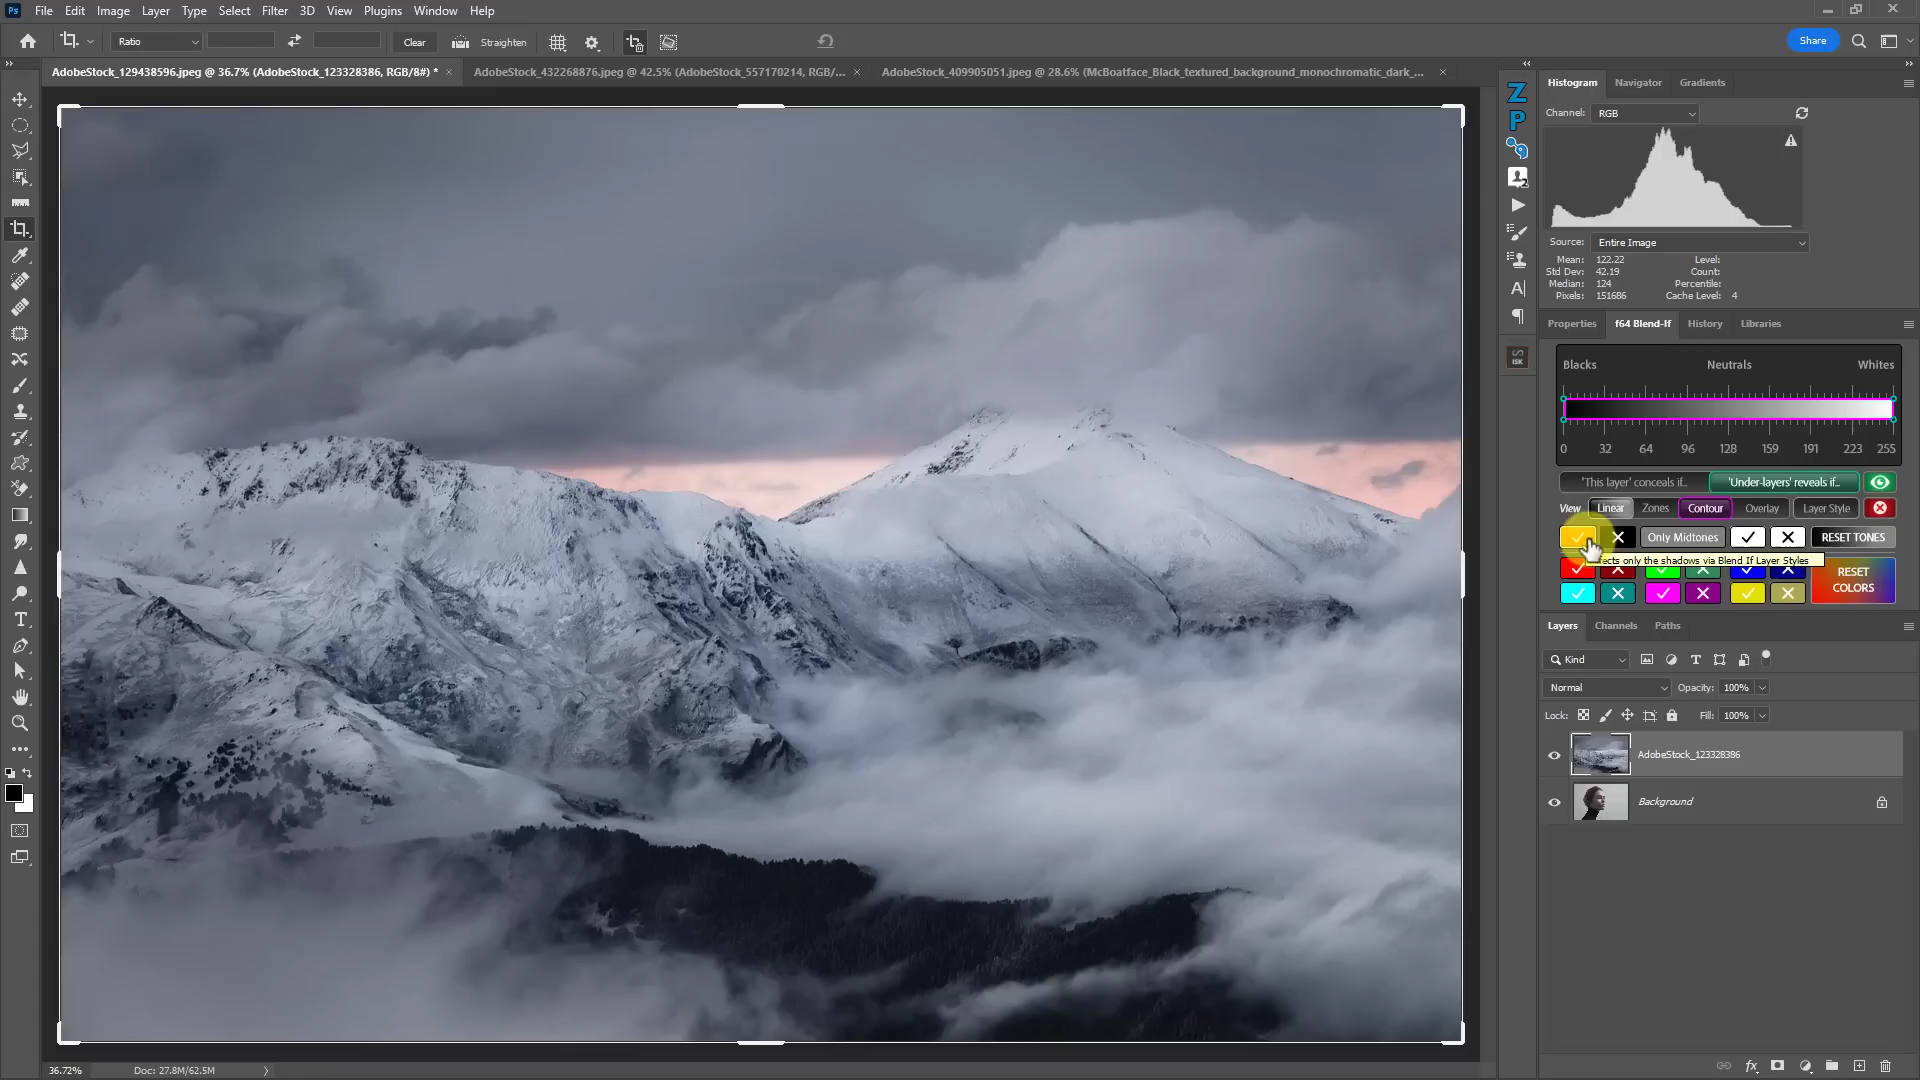 Ps File Edit Image Layer Type Select Filter 3D View Plugins Window Help
Ratio Clear Straighten Share
AdobeStock_129438596.jpeg @ 36.7% (AdobeStock_123328386, RGB/8#) * AdobeStock_432268876.jpeg @ 42.5% (AdobeStock_557170214, RGB/... AdobeStock_409905051.jpeg @ 28.6% (McBoatface_Black_textured_background_monochromatic_dark_...
Histogram Navigator Gradients
Channel: RGB
Source: Entire Image
Mean: 122.22 Level:
Std Dev: 42.19 Count:
Median: 124 Percentile:
Pixels: 151686 Cache Level: 4
Properties f64 Blend-If History Libraries
Blacks Neutrals Whites
0 32 64 96 128 159 191 223 255
'This layer' conceals if.. 'Under-layers' reveals if..
View Linear Zones Contour Overlay Layer Style
Only Midtones RESET TONES
ects only the shadows via Blend If Layer Styles
RESET
COLORS
Layers Channels Paths
Kind
Normal Opacity: 100%
Lock: Fill: 100%
AdobeStock_123328386
Background
36.72% Doc: 27.8M/62.5M
Z
P
A
S
ISK